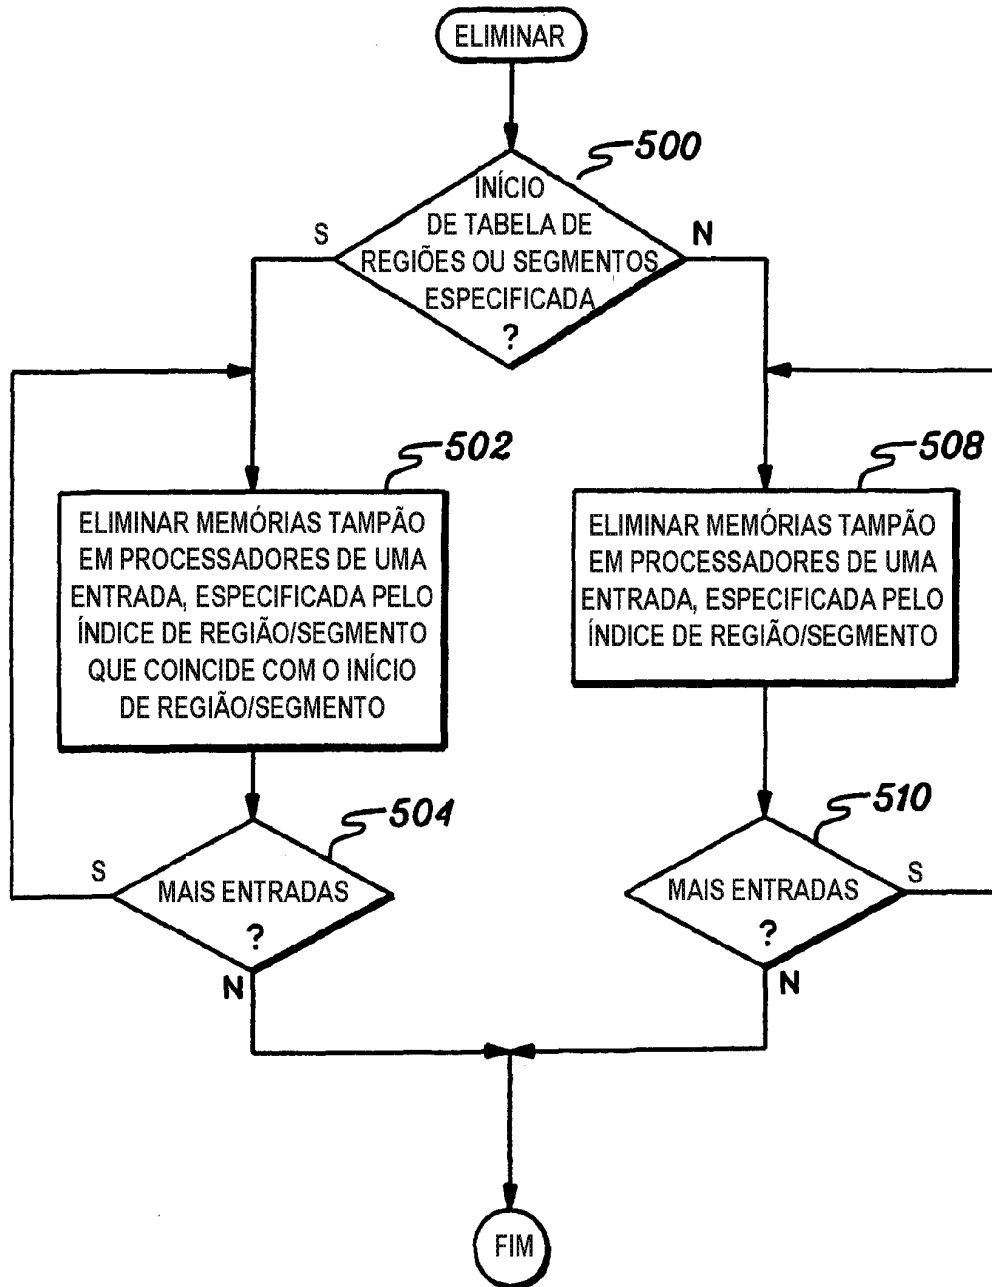 ELIMINAR
500
INÍCIO
DE TABELA DE
REGIÕES OU SEGMENTOS
ESPECIFICADA
?
S
N
502
ELIMINAR MEMÓRIAS TAMPÃO
EM PROCESSADORES DE UMA
ENTRADA, ESPECIFICADA PELO
ÍNDICE DE REGIÃO/SEGMENTO
QUE COINCIDE COM O INÍCIO
DE REGIÃO/SEGMENTO
508
ELIMINAR MEMÓRIAS TAMPÃO
EM PROCESSADORES DE UMA
ENTRADA, ESPECIFICADA PELO
ÍNDICE DE REGIÃO/SEGMENTO
504
S
MAIS ENTRADAS
?
N
510
MAIS ENTRADAS
?
S
N
FIM